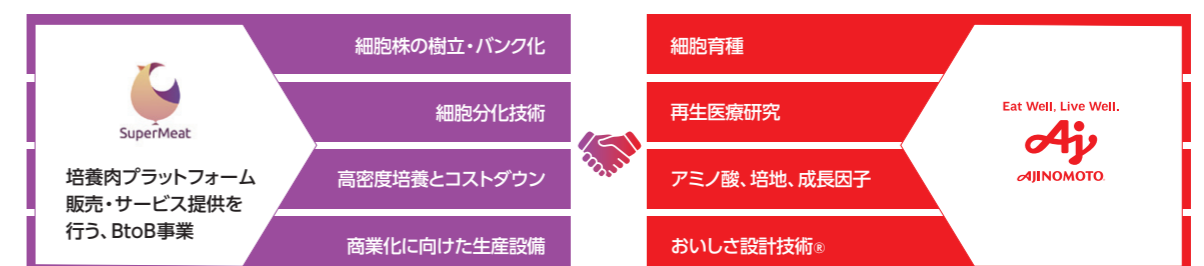 SuperMeat
培養内プラットフォーム
販売・サービス提供を
行う、BtoB事業
細胞株の樹立・バンク化
細胞分化技術
高密度培養とコストダウン
商業化に向けた生産設備
細胞育種
再生医療研究
アミノ酸、培地、成長因子
おいしさ設計技術®
Eat Well, Live Well.
Aj
AJINOMOTO